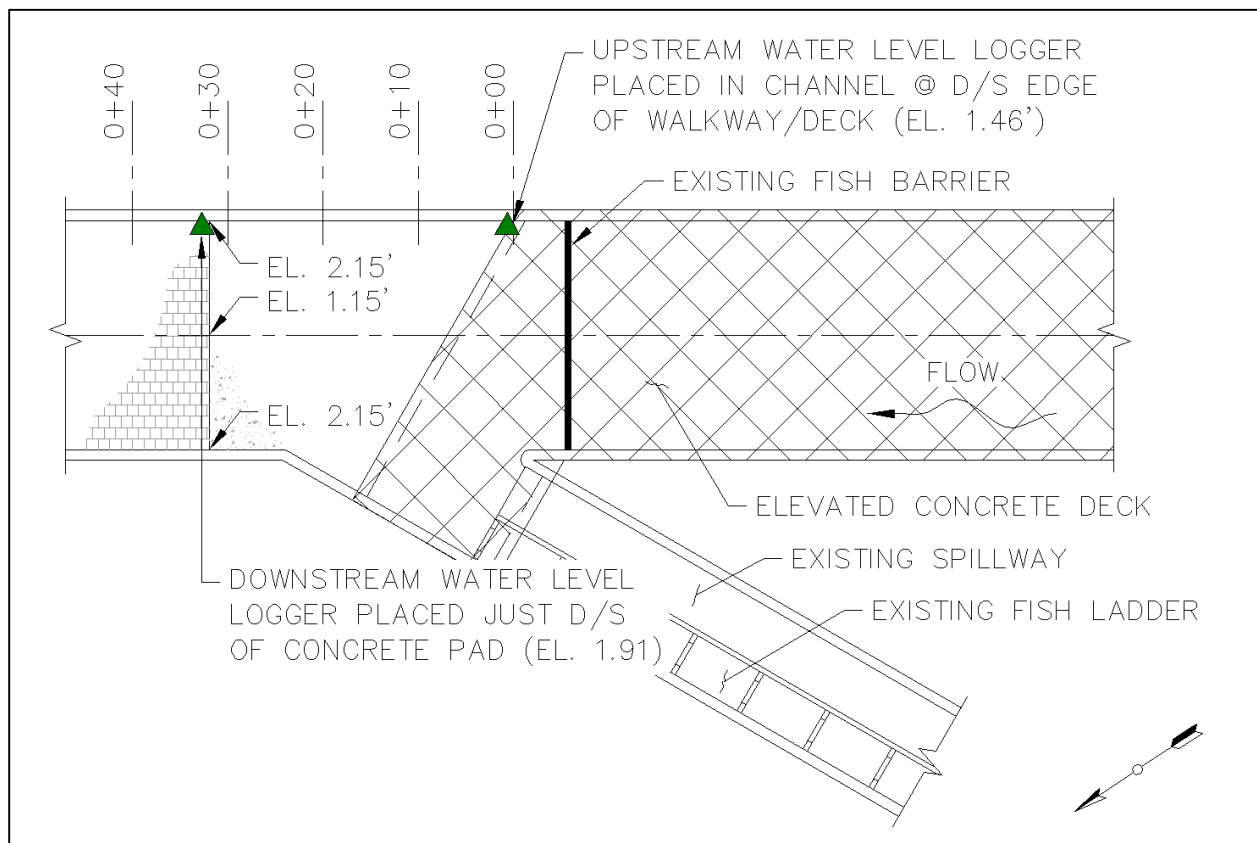 0+40
0+30
0+20
0+10
0+00
UPSTREAM WATER LEVEL LOGGER
PLACED IN CHANNEL @ D/S EDGE
OF WALKWAY/DECK (EL. 1.46')
EXISTING FISH BARRIER
EL. 2.15'
EL. 1.15'
FLOW
EL. 2.15'
ELEVATED CONCRETE DECK
EXISTING SPILLWAY
EXISTING FISH LADDER
DOWNSTREAM WATER LEVEL
LOGGER PLACED JUST D/S
OF CONCRETE PAD (EL. 1.91)